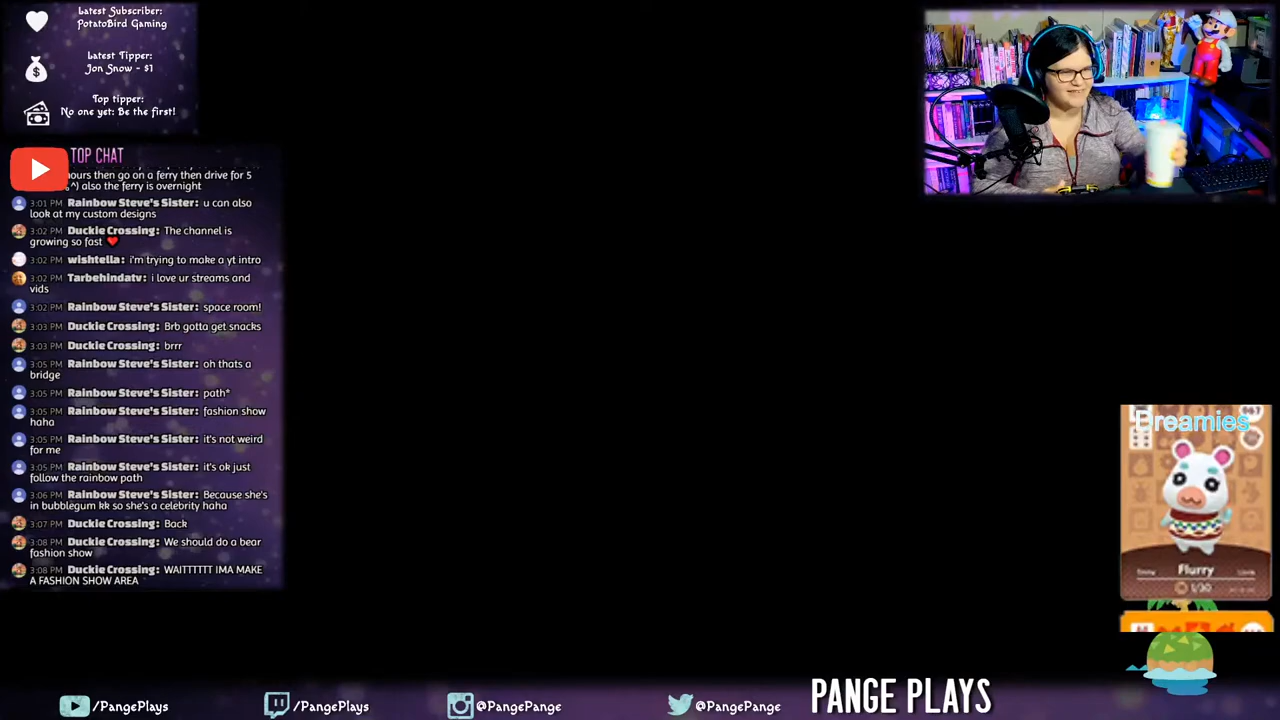 Latest Subscriber:
PotatoBird Gaming
Latest Tipper:
Jon Snow - $1
Top tipper:
No one yet: Be the first!
TOP CHAT
hours then go on a ferry then drive for 5
^) also the ferry is overnight
3:01 PM Rainbow Steve's Sister: u can also
look at my custom designs
3:02 PM Duckie Crossing: The channel is
growing so fast ❤
3:02 PM wishtella: i'm trying to make a yt intro
3:02 PM Tarbehindatv: i love ur streams and
vids
3:02 PM Rainbow Steve's Sister: space room!
3:03 PM Duckie Crossing: Brb gotta get snacks
3:03 PM Duckie Crossing: brrr
3:05 PM Rainbow Steve's Sister: oh thats a
bridge
3:05 PM Rainbow Steve's Sister: path*
3:05 PM Rainbow Steve's Sister: fashion show
haha
3:05 PM Rainbow Steve's Sister: it's not weird
for me
3:05 PM Rainbow Steve's Sister: it's ok just
follow the rainbow path
3:06 PM Rainbow Steve's Sister: Because she's
in bubblegum kk so she's a celebrity haha
3:07 PM Duckie Crossing: Back
3:08 PM Duckie Crossing: We should do a bear
fashion show
3:08 PM Duckie Crossing: WAITTTTTT IMA MAKE
A FASHION SHOW AREA
Dreamies
Flurry
1/30
/PangePlays
/PangePlays
@PangePange
@PangePange
PANGE PLAYS